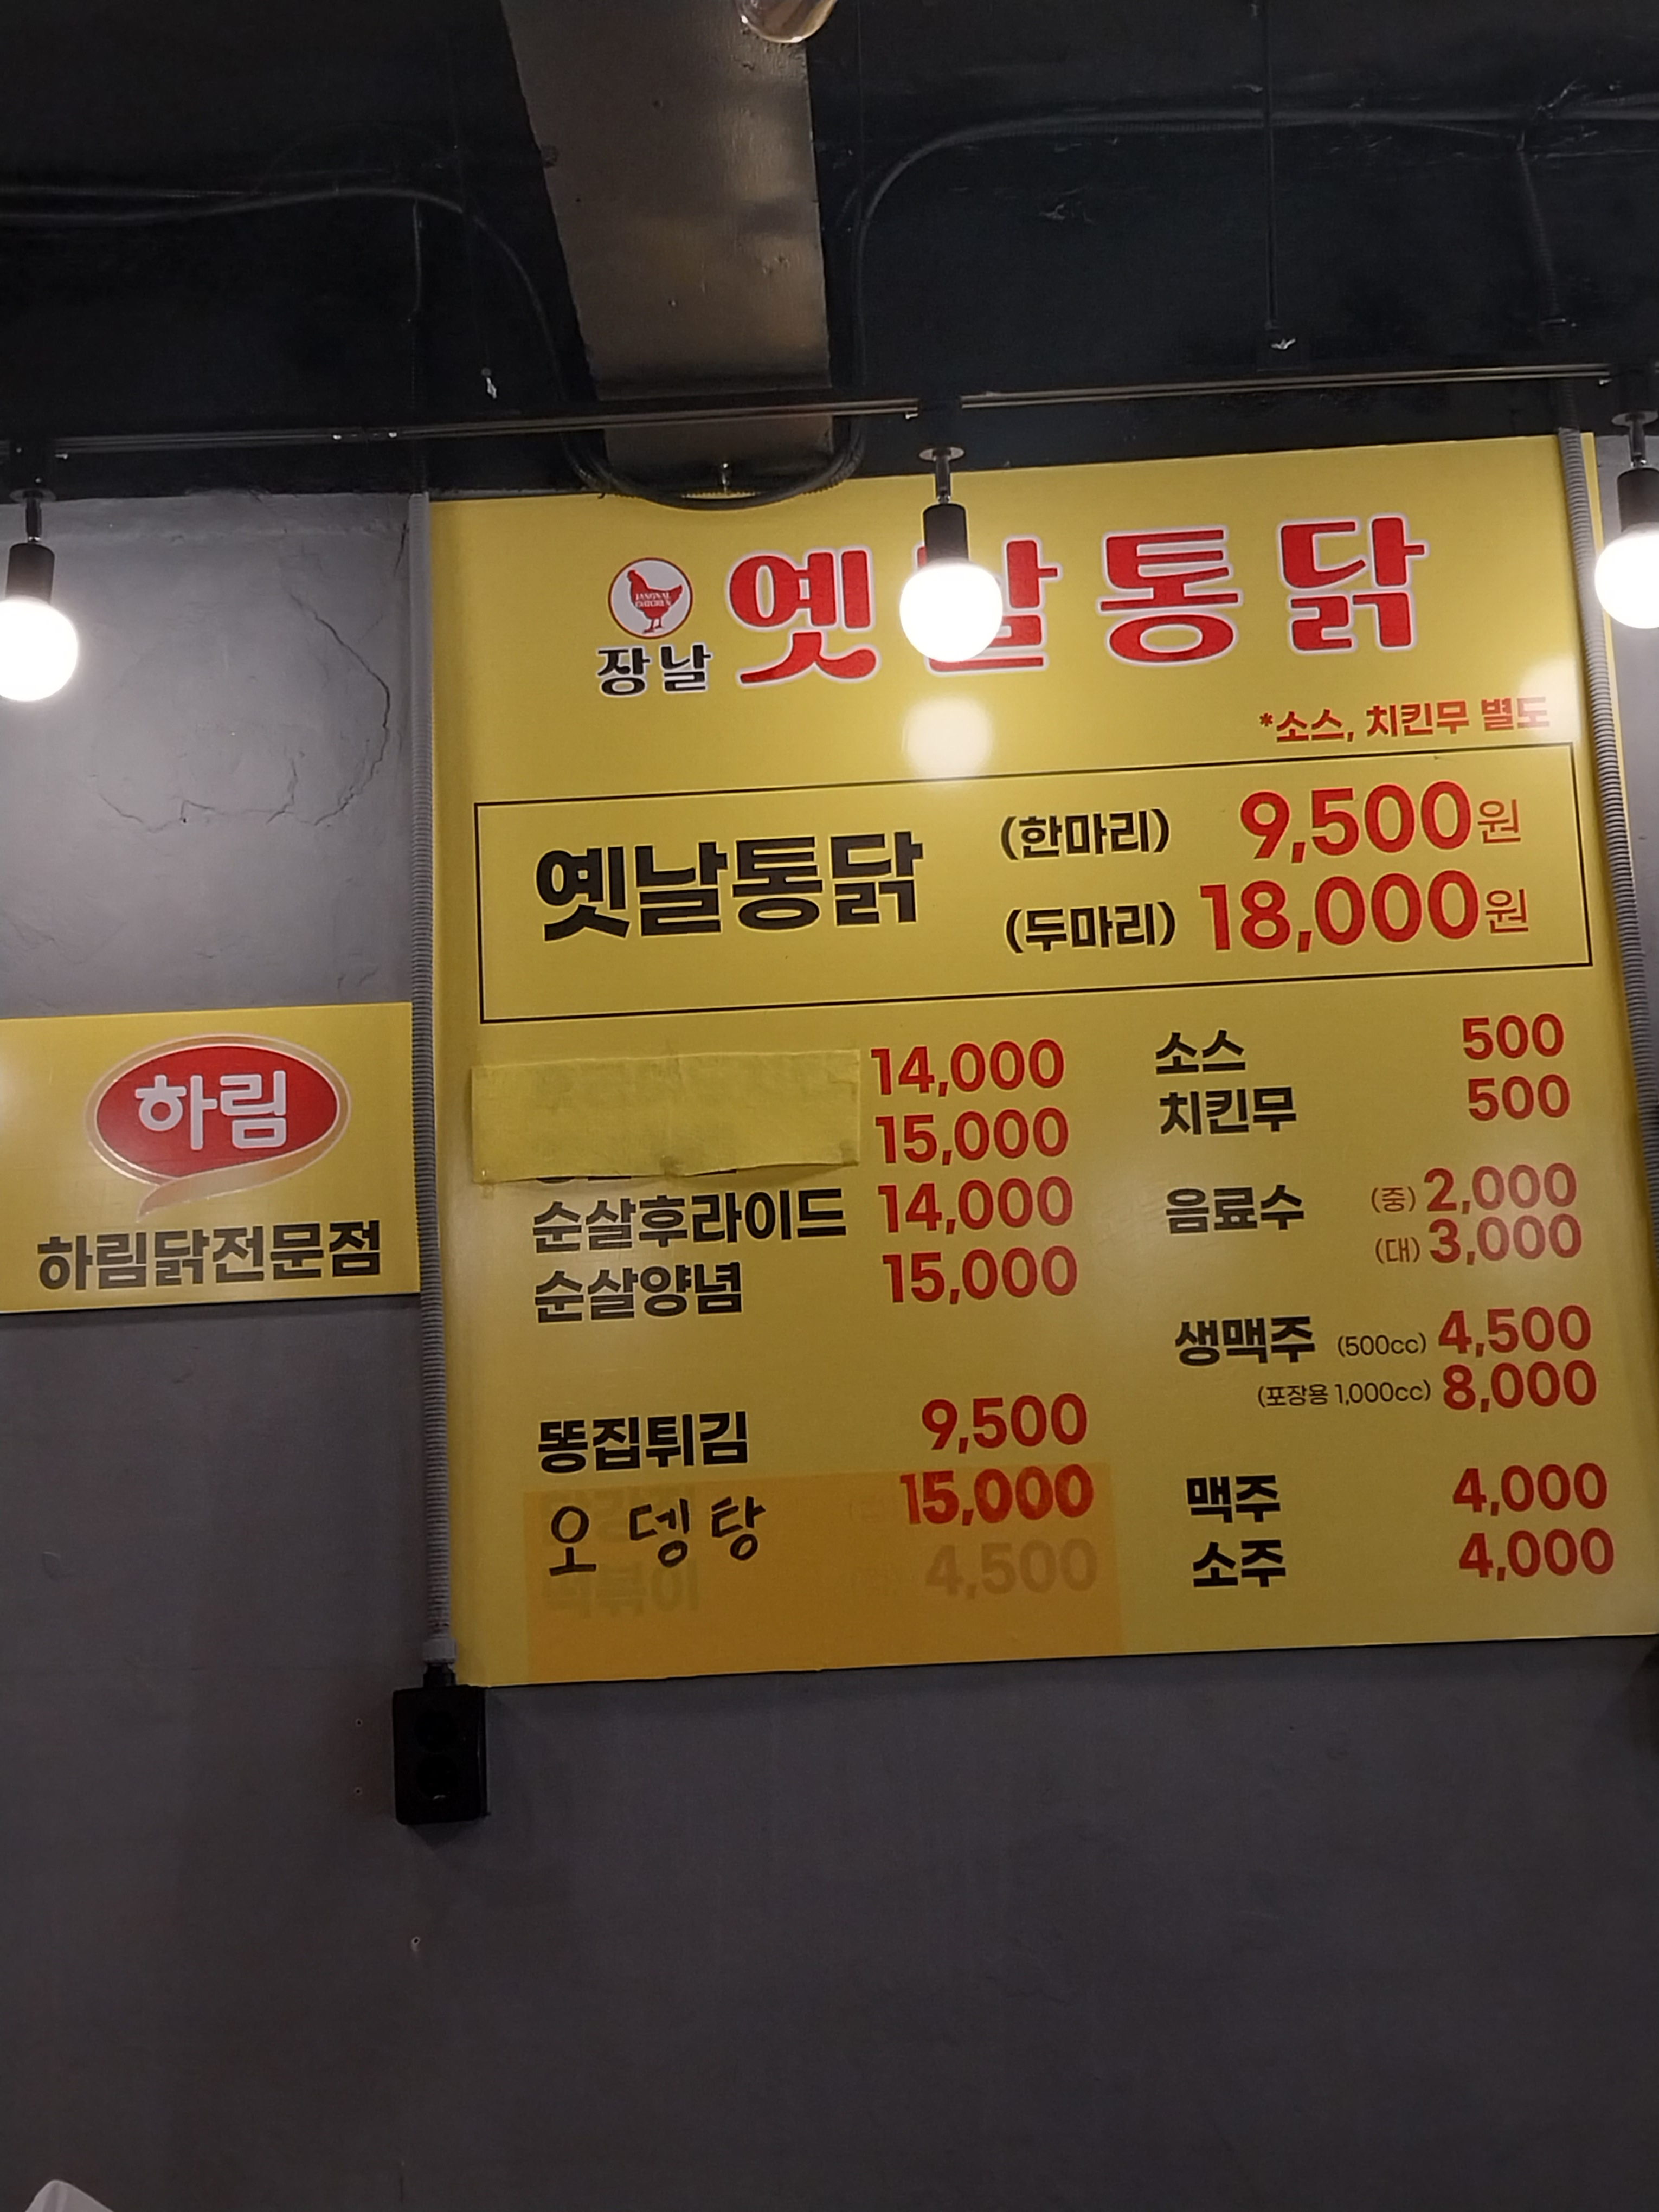 JANGNAL
CHICKEN
장날
옛날통닭
*소스, 치킨무 별도
옛날통닭 (한마리) 9,500원
(두마리) 18,000원
14,000
15,000
순살후라이드 14,000
순살양념 15,000
똥집튀김 9,500
오뎅탕 15,000
4,500
소스 500
치킨무 500
음료수 (중) 2,000
(대) 3,000
생맥주 (500cc) 4,500
(포장용 1,000cc) 8,000
맥주 4,000
소주 4,000
하림
하림닭전문점